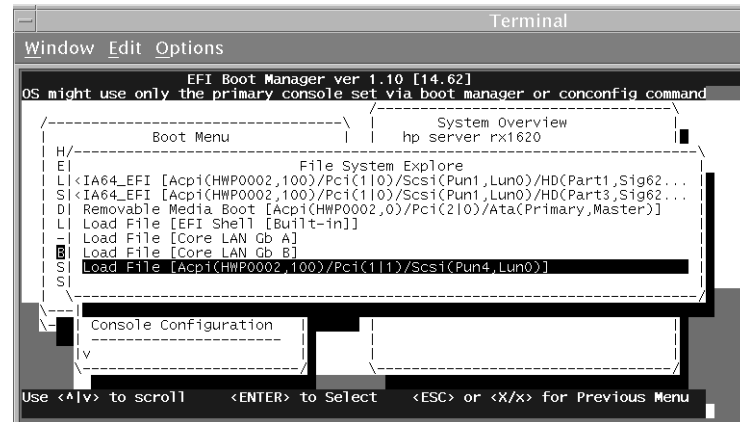 Terminal
Window Edit Options
EFI Boot Manager ver 1.10 [14.62]
OS might use only the primary console set via boot manager or conconfig command
/----------------------------------\ /----------------------------------\
Boot Menu | | System Overview
hp server rx1620
H/
E| File System Explore
L|<IA64_EFI [Acpi(HWP0002,100)/Pci(1|0)/Scsi(Pun1,Lun0)/HD(Part1,Sig62...
S|<IA64_EFI [Acpi(HWP0002,100)/Pci(1|0)/Scsi(Pun1,Lun0)/HD(Part3,Sig62...
D| Removable Media Boot [Acpi(HWP0002,0)/Pci(2|0)/Ata(Primary,Master)]
L| Load File [EFI Shell [Built-in]]
-| Load File [Core LAN Gb A]
B| Load File [Core LAN Gb B]
S| Load File [Acpi(HWP0002,100)/Pci(1|1)/Scsi(Pun4,Lun0)]
S|
Console Configuration
----------------------
v
Use <^|v> to scroll <ENTER> to Select <ESC> or <X/x> for Previous Menu